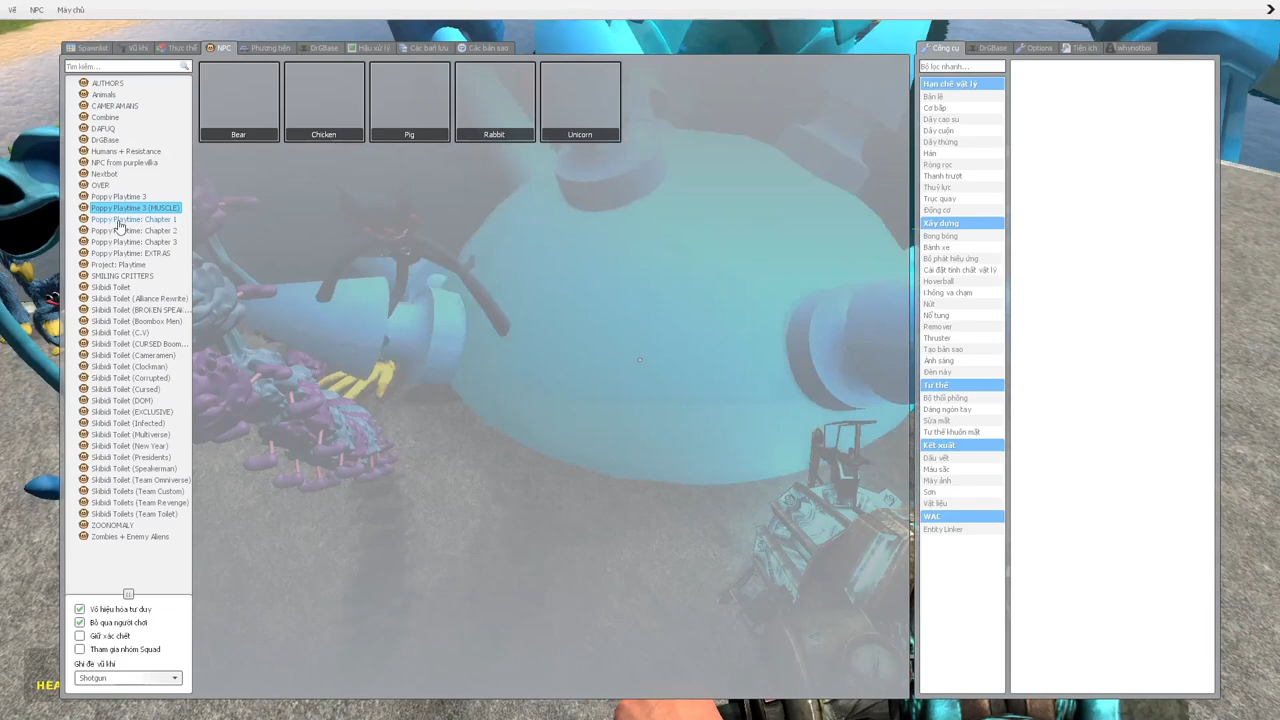 Vẽ NPC Máy chủ
Spawnlist Vũ khí Thực thể NPC Phương tiện DrGBase Hậu xử lý Các bản lưu Các bản sao
Công cụ DrGBase Options Tiện ích whynotboi
Tìm kiếm...
AUTHORS
Animals
CAMERAMANS
Combine
DAFUQ
DrGBase
Humans + Resistance
NPC from purplevilka
Nextbot
OVER
Poppy Playtime 3
Poppy Playtime 3 (MUSCLE)
Poppy Playtime: Chapter 1
Poppy Playtime: Chapter 2
Poppy Playtime: Chapter 3
Poppy Playtime: EXTRAS
Project: Playtime
SMILING CRITTERS
Skibidi Toilet
Skibidi Toilet (Alliance Rewrite)
Skibidi Toilet (BROKEN SPEAK...
Skibidi Toilet (Boombox Men)
Skibidi Toilet (C.V)
Skibidi Toilet (CURSED Boom...
Skibidi Toilet (Cameramen)
Skibidi Toilet (Clockman)
Skibidi Toilet (Corrupted)
Skibidi Toilet (Cursed)
Skibidi Toilet (DOM)
Skibidi Toilet (EXCLUSIVE)
Skibidi Toilet (Infected)
Skibidi Toilet (Multiverse)
Skibidi Toilet (New Year)
Skibidi Toilet (Presidents)
Skibidi Toilet (Speakerman)
Skibidi Toilet (Team Omniverse)
Skibidi Toilets (Team Custom)
Skibidi Toilets (Team Revenge)
Skibidi Toilets (Team Toilet)
ZOONOMALY
Zombies + Enemy Aliens
Vô hiệu hóa tư duy
Bỏ qua người chơi
Giữ xác chết
Tham gia nhóm Squad
Ghi đè vũ khí
Shotgun
HEA
Bear Chicken Pig Rabbit Unicorn
Bộ lọc nhanh...
Hạn chế vật lý
Bản lề
Cơ bắp
Dây cao su
Dây cuộn
Dây thừng
Hàn
Ròng rọc
Thanh trượt
Thuỷ lực
Trục quay
Động cơ
Xây dựng
Bong bóng
Bánh xe
Bộ phát hiệu ứng
Cài đặt tính chất vật lý
Hoverball
Không va chạm
Nút
Nổ tung
Remover
Thruster
Tạo bản sao
Ánh sáng
Đèn này
Tư thế
Bộ thổi phồng
Dáng ngón tay
Sửa mắt
Tư thế khuôn mặt
Kết xuất
Dấu vết
Màu sắc
Máy ảnh
Sơn
Vật liệu
WAC
Entity Linker